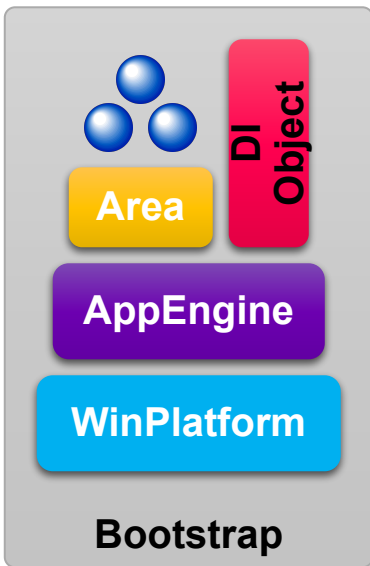 DI
Object
Area
AppEngine
WinPlatform
Bootstrap